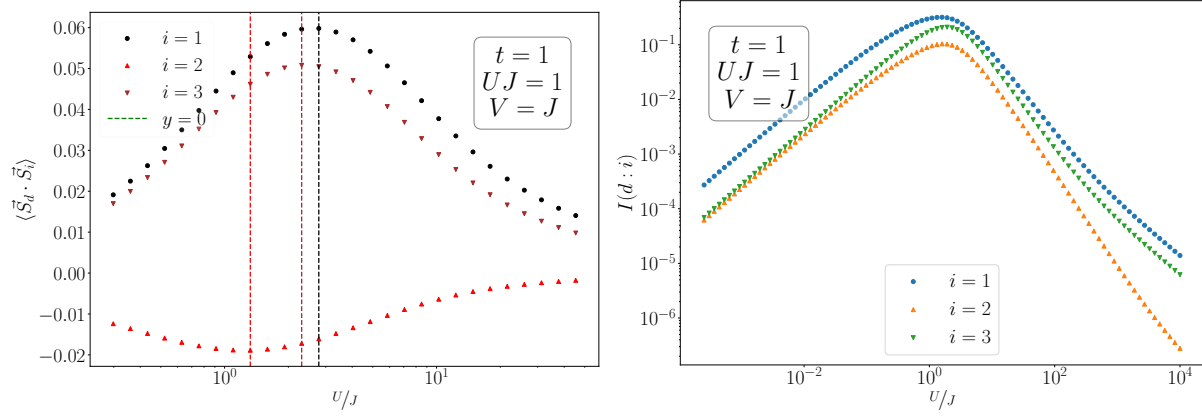 0.06
0.05
0.04
0.03
0.02
0.01
0.00
−0.01
−0.02
⟨S⃗_d · S⃗_i⟩
i = 1
i = 2
i = 3
y = 0
t = 1
UJ = 1
V = J
10^0
10^1
U/J
10^−1
10^−2
10^−3
10^−4
10^−5
10^−6
I(d : i)
t = 1
UJ = 1
V = J
i = 1
i = 2
i = 3
10^−2
10^0
10^2
10^4
U/J